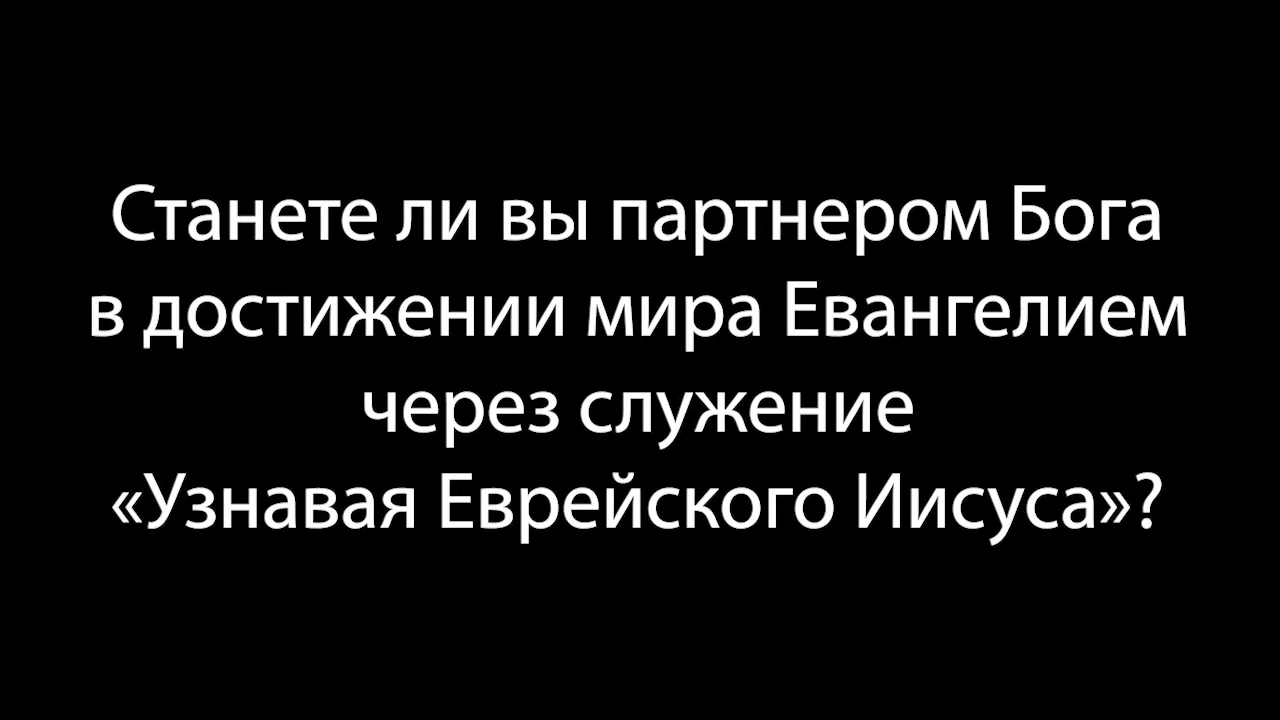 Станете ли вы партнером Бога
в достижении мира Евангелием
через служение
«Узнавая Еврейского Иисуса»?